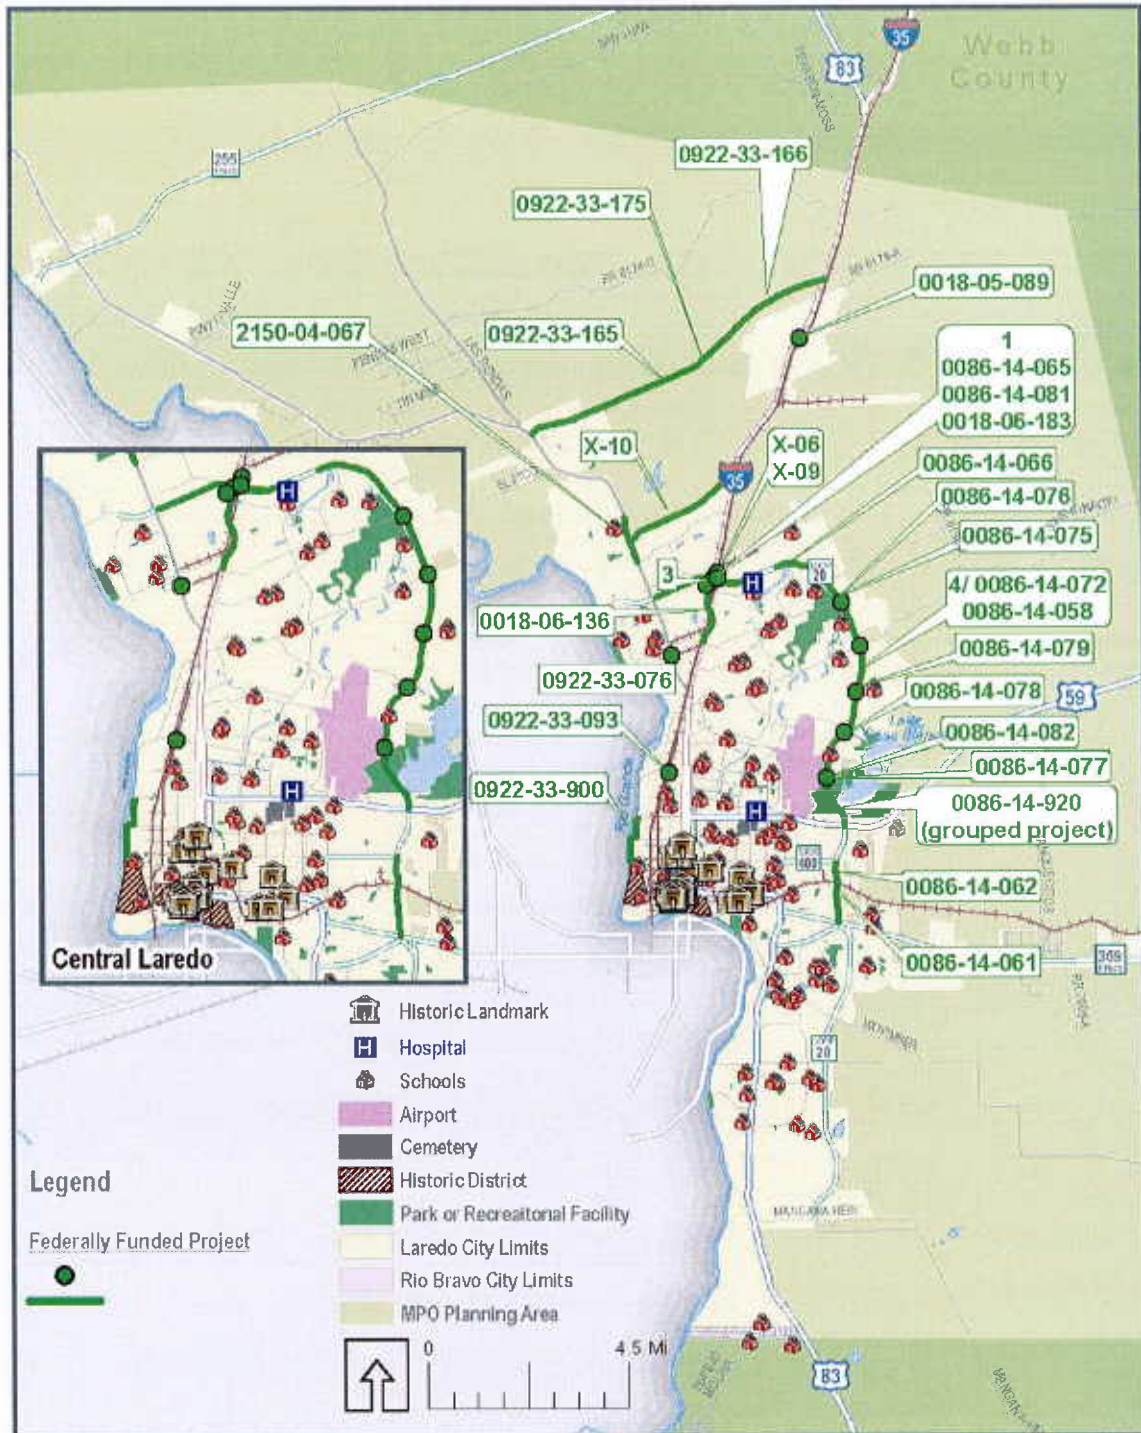 Webb
County
35
83
255
0922-33-166
0922-33-175
0018-05-089
2150-04-067
0922-33-165
1
0086-14-065
0086-14-081
0018-06-183
X-10
X-06
X-09
35
0086-14-066
0086-14-076
0086-14-075
3
H
20
4/ 0086-14-072
0086-14-058
0018-06-136
0086-14-079
0922-33-076
0086-14-078
59
0922-33-093
0086-14-082
0086-14-077
0922-33-900
0086-14-920
(grouped project)
H
0086-14-062
0086-14-061
H
H
Central Laredo
20
Historic Landmark
H
Hospital
Schools
Airport
Cemetery
Legend
Historic District
Park or Recreaitonal Facility
Federally Funded Project
Laredo City Limits
Rio Bravo City Limits
MPO Planning Area
0
4.5 Mi
83